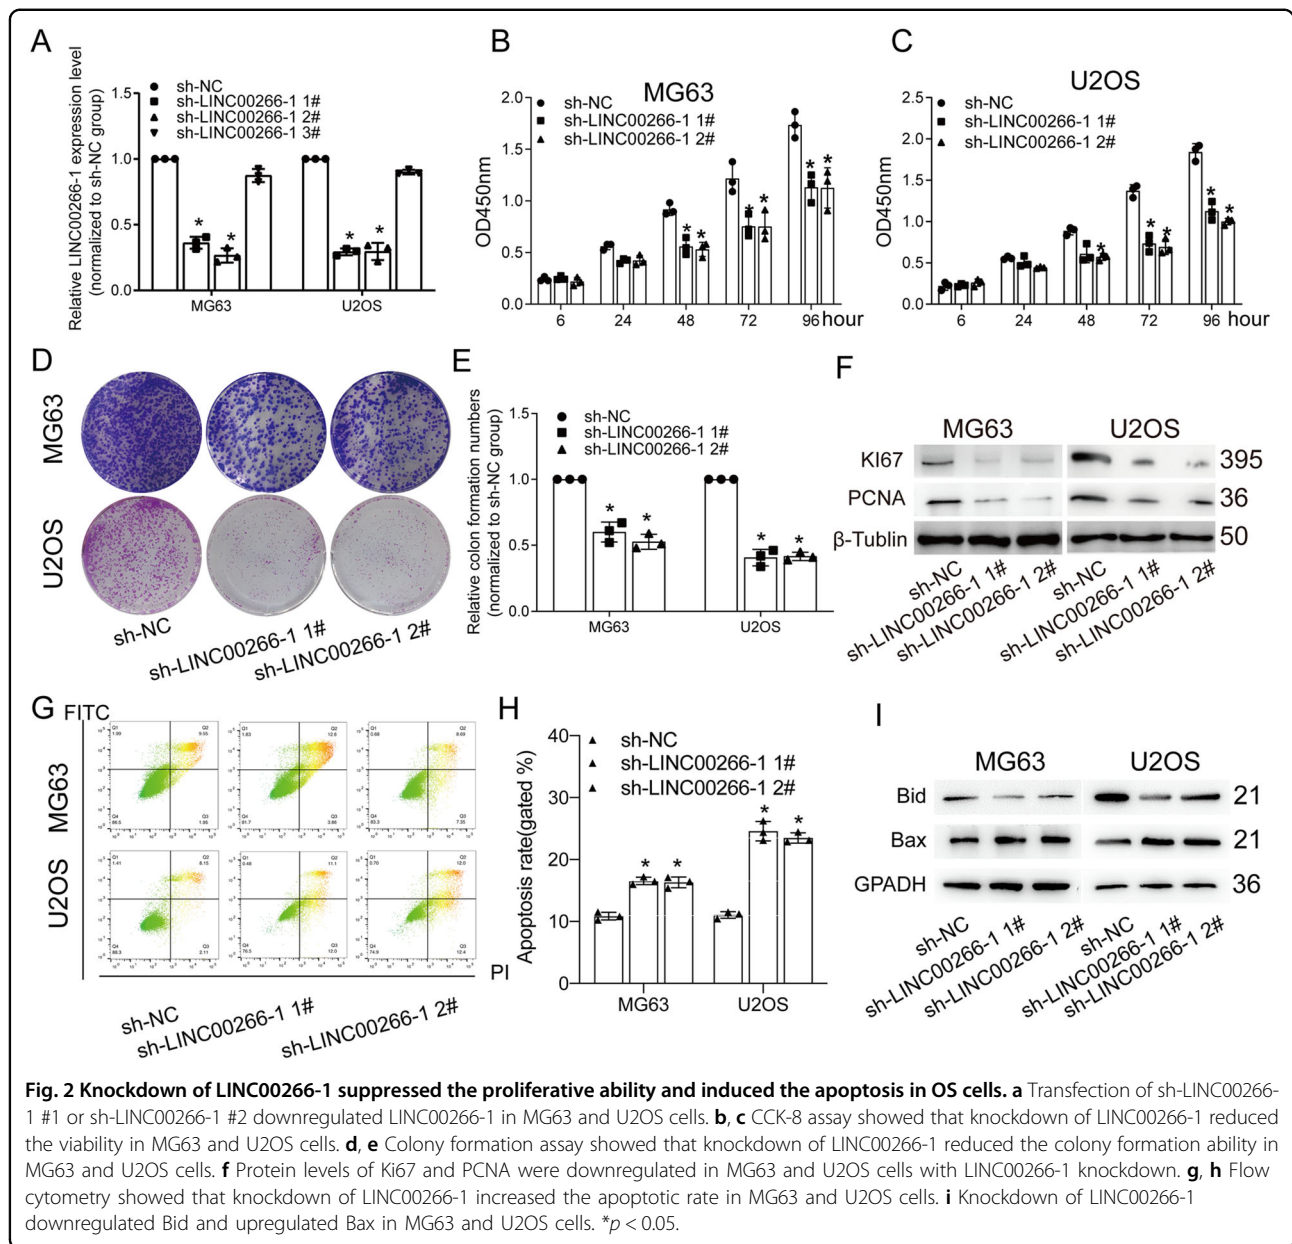 A
Relative LINC00266-1 expression level
(normalized to sh-NC group)
sh-NC
sh-LINC00266-1 1#
sh-LINC00266-1 2#
sh-LINC00266-1 3#
1.5
1.0
0.5
0.0
* * * *
MG63 U2OS
B
MG63
sh-NC
sh-LINC00266-1 1#
sh-LINC00266-1 2#
OD450nm
2.0
1.5
1.0
0.5
0.0
* * * * * *
6 24 48 72 96 hour
C
U2OS
sh-NC
sh-LINC00266-1 1#
sh-LINC00266-1 2#
OD450nm
2.5
2.0
1.5
1.0
0.5
0.0
* * * * *
6 24 48 72 96 hour
D
MG63
U2OS
sh-NC
sh-LINC00266-1 1#
sh-LINC00266-1 2#
E
Relative colon formation numbers
(normalized to sh-NC group)
1.5
1.0
0.5
0.0
sh-NC
sh-LINC00266-1 1#
sh-LINC00266-1 2#
* * * *
MG63 U2OS
F
MG63 U2OS
KI67 395
PCNA 36
β-Tublin 50
sh-NC
sh-LINC00266-1 1#
sh-LINC00266-1 2#
sh-NC
sh-LINC00266-1 1#
sh-LINC00266-1 2#
G
FITC
MG63
U2OS
PI
sh-NC
sh-LINC00266-1 1#
sh-LINC00266-1 2#
H
Apoptosis rate(gated %)
40
30
20
10
0
sh-NC
sh-LINC00266-1 1#
sh-LINC00266-1 2#
* * * *
MG63 U2OS
I
MG63 U2OS
Bid 21
Bax 21
GPADH 36
sh-NC
sh-LINC00266-1 1#
sh-LINC00266-1 2#
sh-NC
sh-LINC00266-1 1#
sh-LINC00266-1 2#
Fig. 2 Knockdown of LINC00266-1 suppressed the proliferative ability and induced the apoptosis in OS cells. a Transfection of sh-LINC00266-
1 #1 or sh-LINC00266-1 #2 downregulated LINC00266-1 in MG63 and U2OS cells. b, c CCK-8 assay showed that knockdown of LINC00266-1 reduced
the viability in MG63 and U2OS cells. d, e Colony formation assay showed that knockdown of LINC00266-1 reduced the colony formation ability in
MG63 and U2OS cells. f Protein levels of Ki67 and PCNA were downregulated in MG63 and U2OS cells with LINC00266-1 knockdown. g, h Flow
cytometry showed that knockdown of LINC00266-1 increased the apoptotic rate in MG63 and U2OS cells. i Knockdown of LINC00266-1
downregulated Bid and upregulated Bax in MG63 and U2OS cells. *p < 0.05.